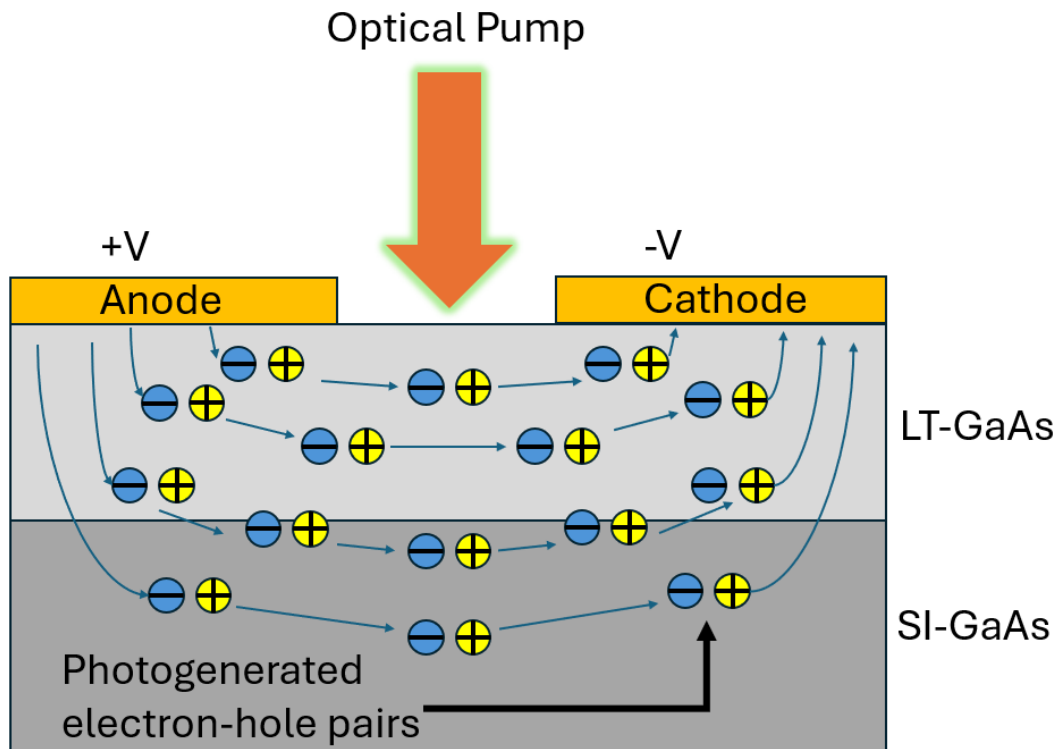 Optical Pump
+V
-V
Anode
Cathode
LT-GaAs
SI-GaAs
Photogenerated
electron-hole pairs